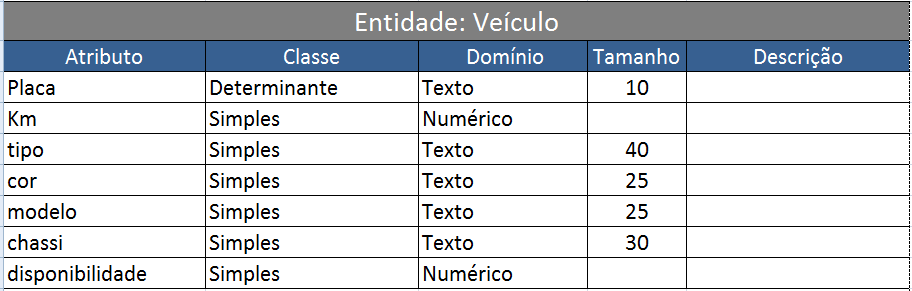 Entidade: Veículo
Atributo Classe Domínio Tamanho Descrição
Placa Determinante Texto 10
Km Simples Numérico
tipo Simples Texto 40
cor Simples Texto 25
modelo Simples Texto 25
chassi Simples Texto 30
disponibilidade Simples Numérico